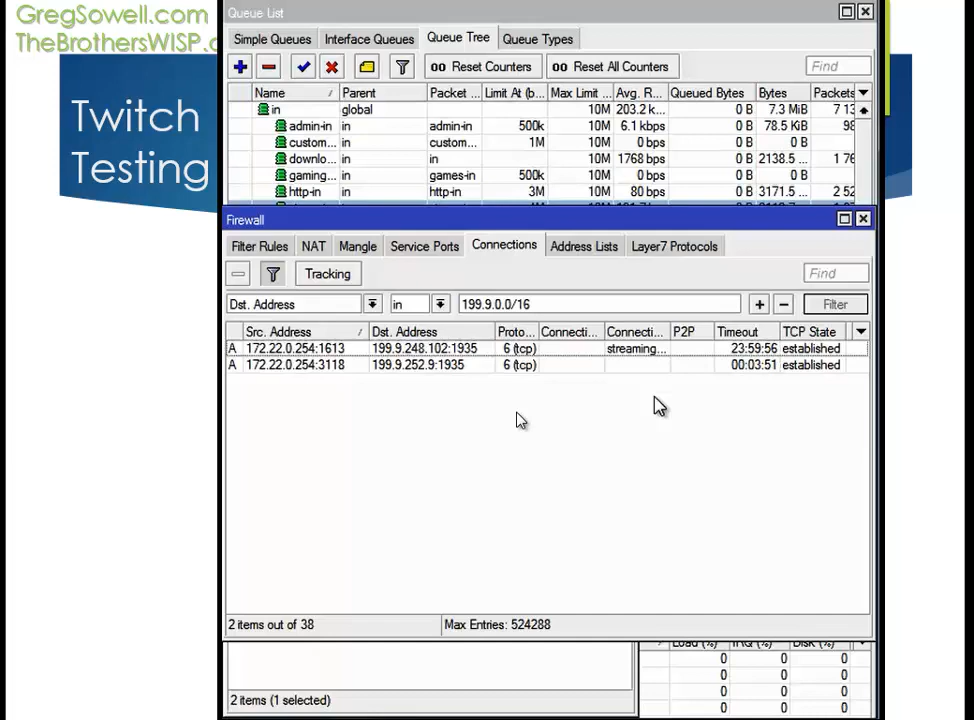 GregSowell.com
TheBrothersWISP.c
Twitch
Testing
Queue List
Simple Queues Interface Queues Queue Tree Queue Types
00 Reset Counters 00 Reset All Counters Find
Name / Parent Packet ... Limit At (b... Max Limit ... Avg. R... Queued Bytes Bytes Packets
in global 10M 203.2 k... 0 B 7.3 MiB 7 13
admin-in in admin-in 500k 10M 6.1 kbps 0 B 78.5 KiB 98
custom... in custom... 1M 10M 0 bps 0 B 0 B
downlo... in in 10M 1768 bps 0 B 2138.5 ... 1 76
gaming... in games-in 500k 10M 0 bps 0 B 0 B
http-in in http-in 3M 10M 80 bps 0 B 3171.5 ... 2 52
Firewall
Filter Rules NAT Mangle Service Ports Connections Address Lists Layer7 Protocols
Tracking Find
Dst. Address in 199.9.0.0/16 Filter
Src. Address / Dst. Address Proto... Connecti... Connecti... P2P Timeout TCP State
A 172.22.0.254:1613 199.9.248.102:1935 6 (tcp) streaming... 23:59:56 established
A 172.22.0.254:3118 199.9.252.9:1935 6 (tcp) 00:03:51 established
2 items out of 38 Max Entries: 524288
Load (%) IRQ (%) Disk (%)
0 0 0
0 0 0
0 0 0
2 items (1 selected) 0 0 0